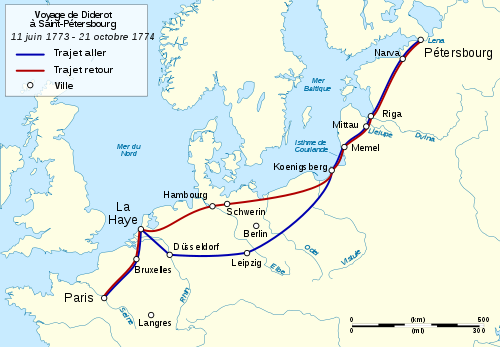 Voyage de Diderot
à Saint-Pétersbourg
11 juin 1773 - 21 octobre 1774
Trajet aller
Trajet retour
Ville
Lena
Narva
Pétersbourg
Mer
Baltique
Riga
Mittau
Lielupe
Duina
Mer du
Nord
Isthme de
Courlande
Memel
Koenigsberg
Hambourg
La
Haye
Schwerin
Berlin
Düsseldorf
Leipzig
Oder
Vistule
Elbe
Bruxelles
Paris
Rhin
Seine
Langres
0
(km)
500
0
(mi)
300